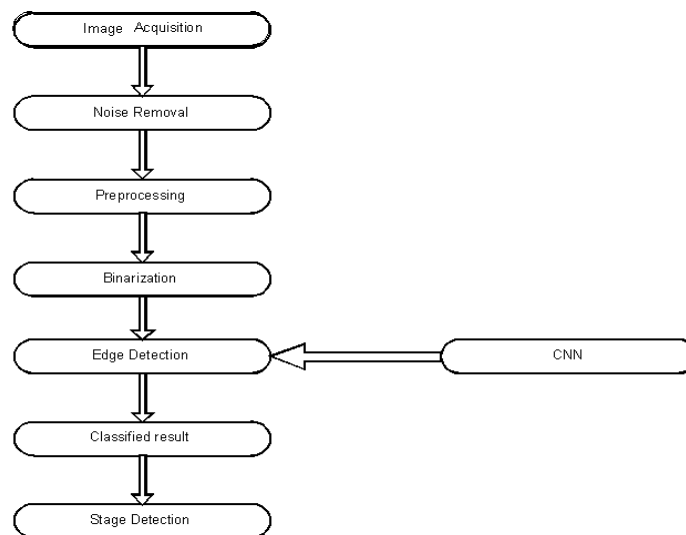 Image Acquisition
Noise Removal
Preprocessing
Binarization
Edge Detection
CNN
Classified result
Stage Detection